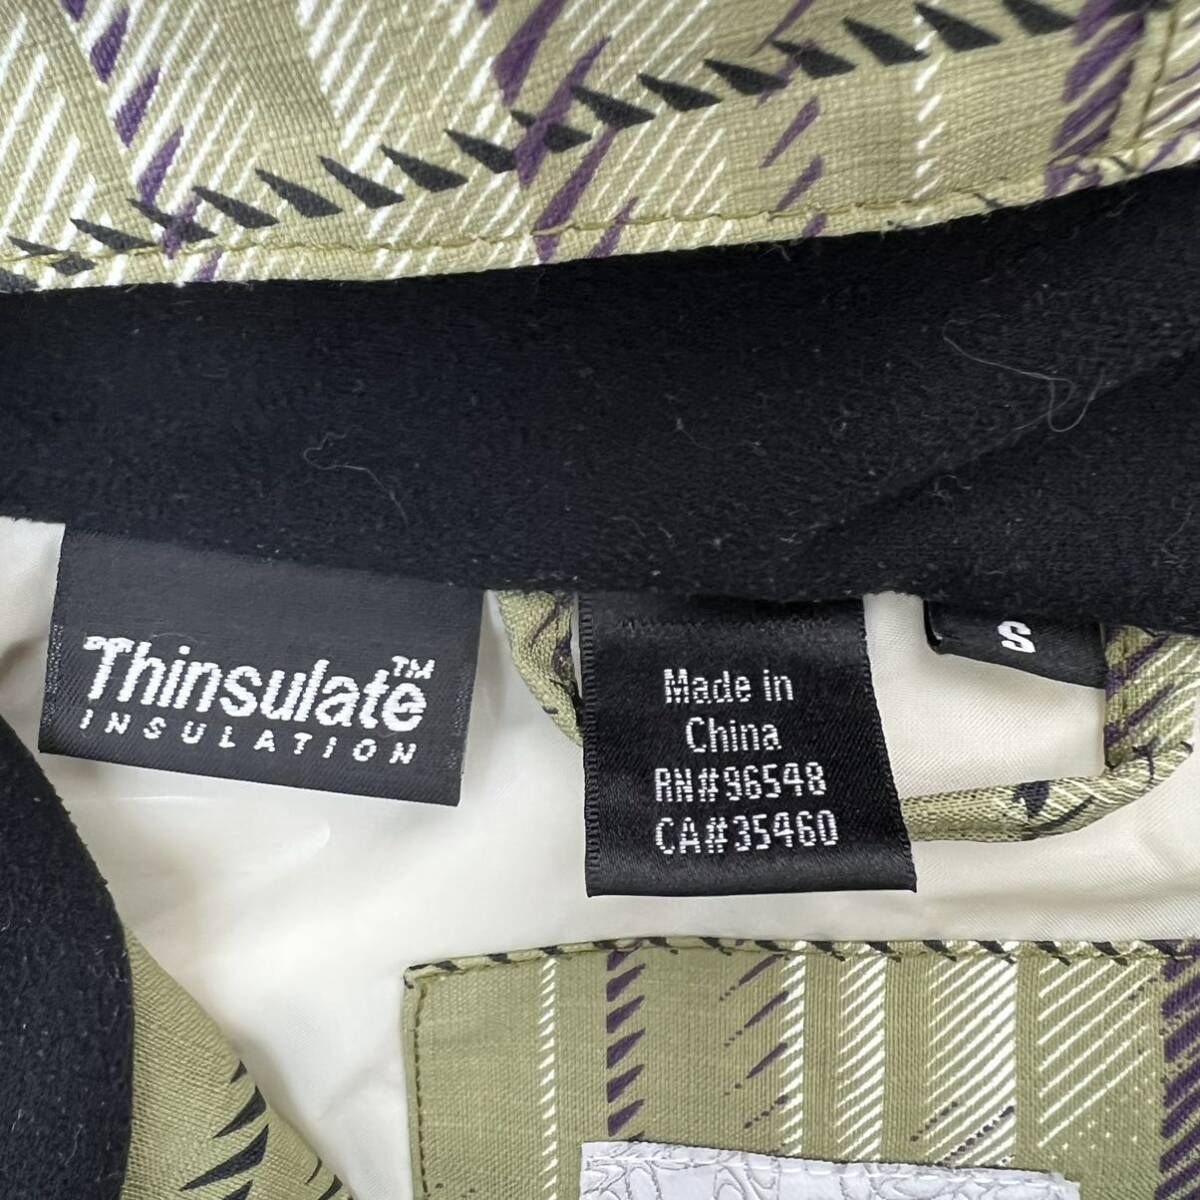 Thinsulate™
INSULATION
Made in
China
RN#96548
CA#35460
S